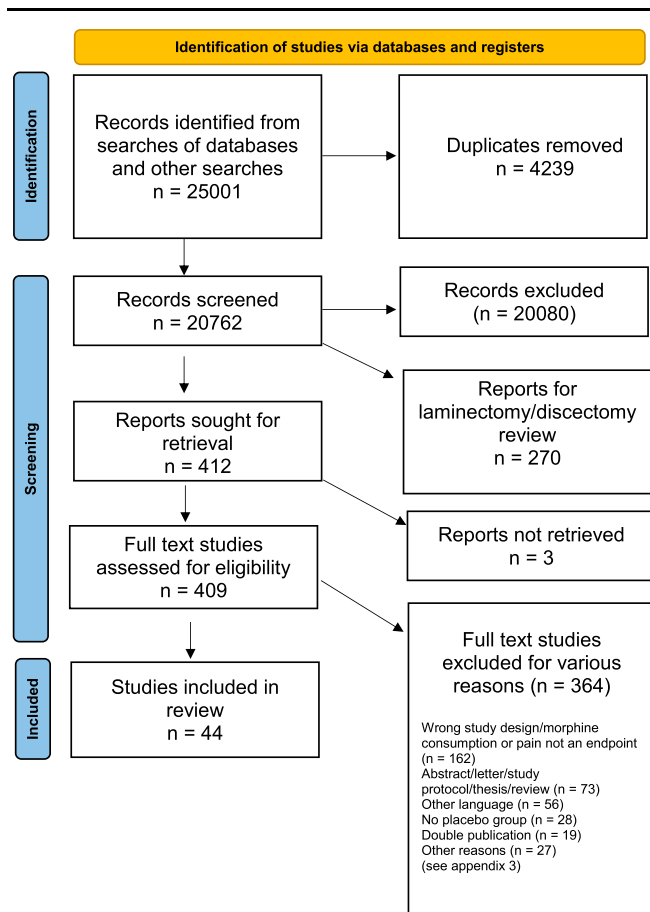 Identification of studies via databases and registers
Identification
Records identified from
searches of databases
and other searches
n = 25001
Duplicates removed
n = 4239
Screening
Records screened
n = 20762
Records excluded
(n = 20080)
Reports for
laminectomy/discectomy
review
n = 270
Reports sought for
retrieval
n = 412
Reports not retrieved
n = 3
Full text studies
assessed for eligibility
n = 409
Full text studies
excluded for various
reasons (n = 364)
Wrong study design/morphine
consumption or pain not an endpoint
(n = 162)
Abstract/letter/study
protocol/thesis/review (n = 73)
Other language (n = 56)
No placebo group (n = 28)
Double publication (n = 19)
Other reasons (n = 27)
(see appendix 3)
Included
Studies included in
review
n = 44